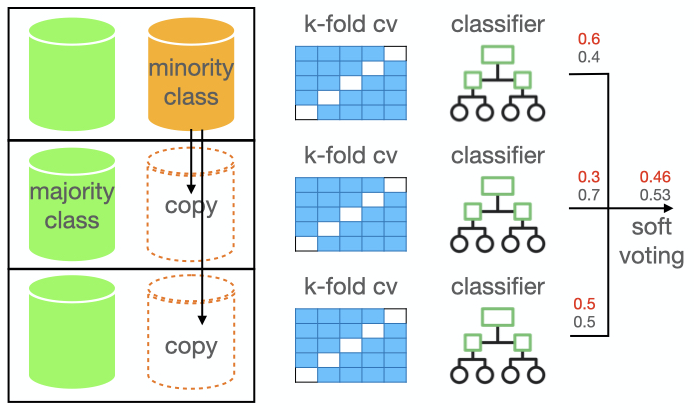 k-fold cv
classifier
0.6
0.4
minority
class
k-fold cv
classifier
majority
class
copy
0.3
0.7
0.46
0.53
soft
voting
k-fold cv
classifier
0.5
0.5
copy